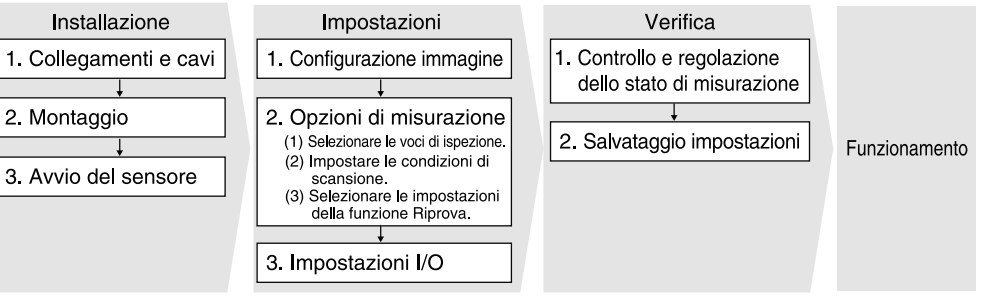 Installazione
1. Collegamenti e cavi
2. Montaggio
3. Avvio del sensore
Impostazioni
1. Configurazione immagine
2. Opzioni di misurazione
(1) Selezionare le voci di ispezione.
(2) Impostare le condizioni di
scansione.
(3) Selezionare le impostazioni
della funzione Riprova.
3. Impostazioni I/O
Verifica
1. Controllo e regolazione
dello stato di misurazione
2. Salvataggio impostazioni
Funzionamento